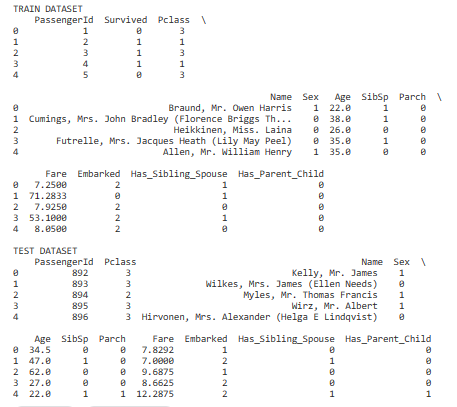 TRAIN DATASET
PassengerId Survived Pclass \
0 1 0 3
1 2 1 1
2 3 1 3
3 4 1 1
4 5 0 3
Name Sex Age SibSp Parch \
0 Braund, Mr. Owen Harris 1 22.0 1 0
1 Cumings, Mrs. John Bradley (Florence Briggs Th... 0 38.0 1 0
2 Heikkinen, Miss. Laina 0 26.0 0 0
3 Futrelle, Mrs. Jacques Heath (Lily May Peel) 0 35.0 1 0
4 Allen, Mr. William Henry 1 35.0 0 0
Fare Embarked Has_Sibling_Spouse Has_Parent_Child
0 7.2500 2 1 0
1 71.2833 0 1 0
2 7.9250 2 0 0
3 53.1000 2 1 0
4 8.0500 2 0 0
TEST DATASET
PassengerId Pclass Name Sex \
0 892 3 Kelly, Mr. James 1
1 893 3 Wilkes, Mrs. James (Ellen Needs) 0
2 894 2 Myles, Mr. Thomas Francis 1
3 895 3 Wirz, Mr. Albert 1
4 896 3 Hirvonen, Mrs. Alexander (Helga E Lindqvist) 0
Age SibSp Parch Fare Embarked Has_Sibling_Spouse Has_Parent_Child
0 34.5 0 0 7.8292 1 0 0
1 47.0 1 0 7.0000 2 1 0
2 62.0 0 0 9.6875 1 0 0
3 27.0 0 0 8.6625 2 0 0
4 22.0 1 1 12.2875 2 1 1